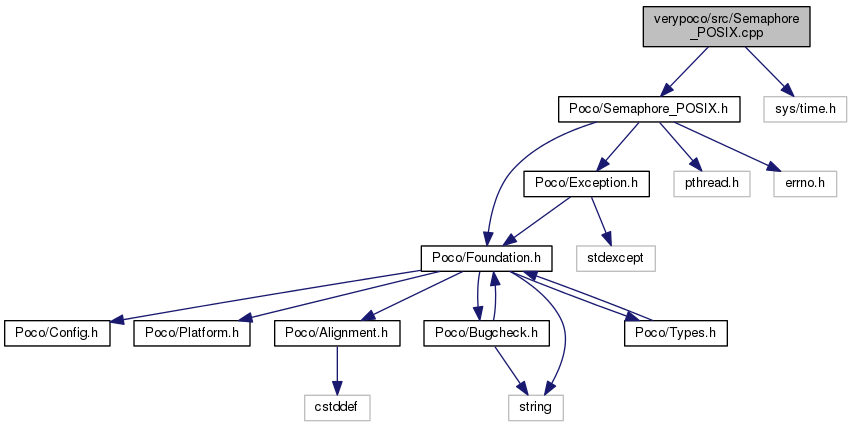 verypoco/src/Semaphore
_POSIX.cpp
Poco/Semaphore_POSIX.h
sys/time.h
Poco/Exception.h
pthread.h
errno.h
Poco/Foundation.h
stdexcept
Poco/Config.h
Poco/Platform.h
Poco/Alignment.h
Poco/Bugcheck.h
Poco/Types.h
cstddef
string